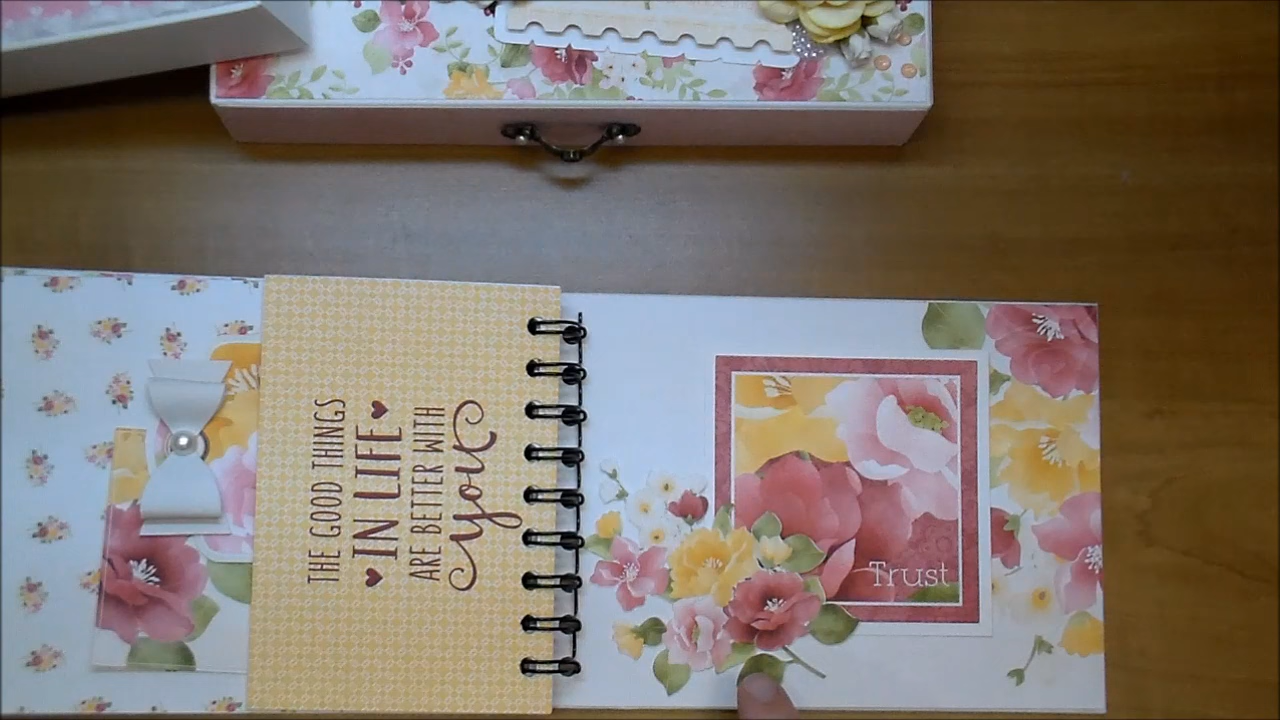 THE GOOD THINGS
IN LIFE
ARE BETTER WITH
you
Trust